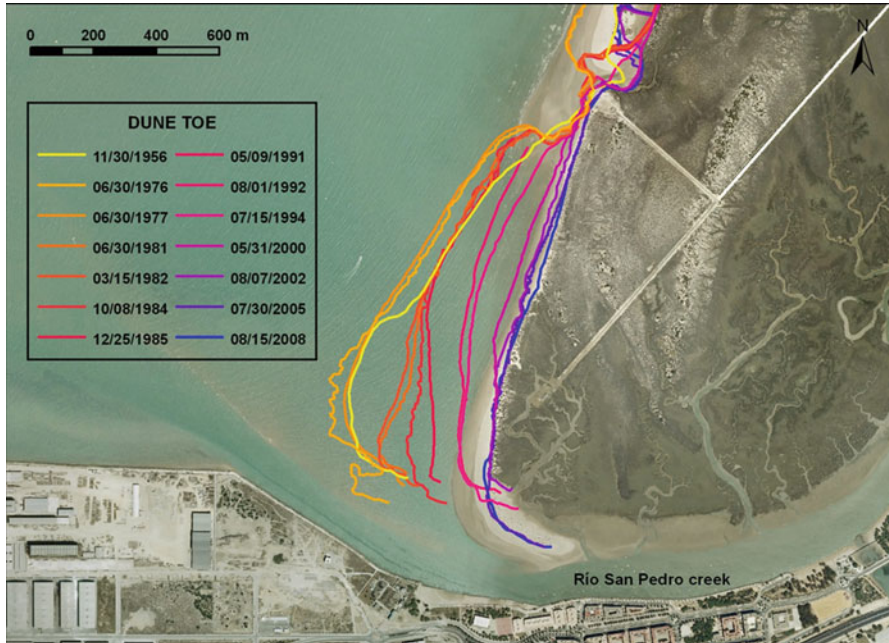 0 200 400 600 m
N
DUNE TOE
11/30/1956 05/09/1991
06/30/1976 08/01/1992
06/30/1977 07/15/1994
06/30/1981 05/31/2000
03/15/1982 08/07/2002
10/08/1984 07/30/2005
12/25/1985 08/15/2008
Río San Pedro creek